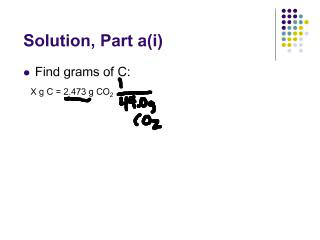 Solution, Part a(i)
Find grams of C:
X g C = 2.473 g CO2 1
44.0g
CO2